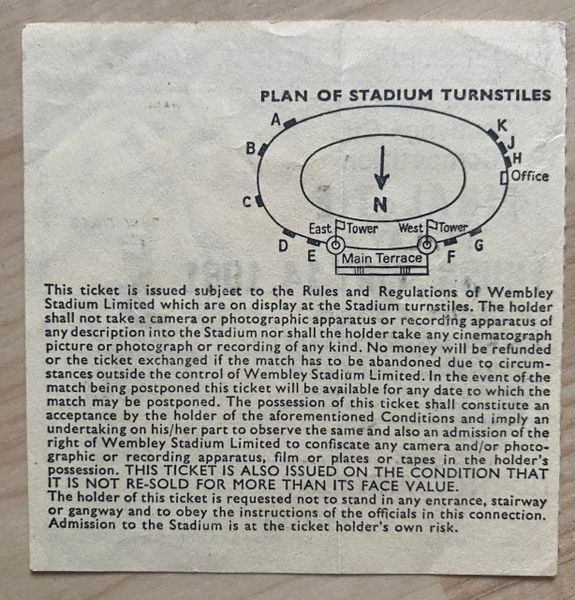 PLAN OF STADIUM TURNSTILES
A
K
B
J
H
Office
C
N
East Tower
West Tower
D
E
Main Terrace
F
G
This ticket is issued subject to the Rules and Regulations of Wembley
Stadium Limited which are on display at the Stadium turnstiles. The holder
shall not take a camera or photographic apparatus or recording apparatus of
any description into the Stadium nor shall the holder take any cinematograph
picture or photograph or recording of any kind. No money will be refunded
or the ticket exchanged if the match has to be abandoned due to circum-
stances outside the control of Wembley Stadium Limited. In the event of the
match being postponed this ticket will be available for any date to which the
match may be postponed. The possession of this ticket shall constitute an
acceptance by the holder of the aforementioned Conditions and imply an
undertaking on his/her part to observe the same and also an admission of the
right of Wembley Stadium Limited to confiscate any camera and/or photo-
graphic or recording apparatus, film or plates or tapes in the holder's
possession. THIS TICKET IS ALSO ISSUED ON THE CONDITION THAT
IT IS NOT RE-SOLD FOR MORE THAN ITS FACE VALUE.
The holder of this ticket is requested not to stand in any entrance, stairway
or gangway and to obey the instructions of the officials in this connection.
Admission to the Stadium is at the ticket holder's own risk.